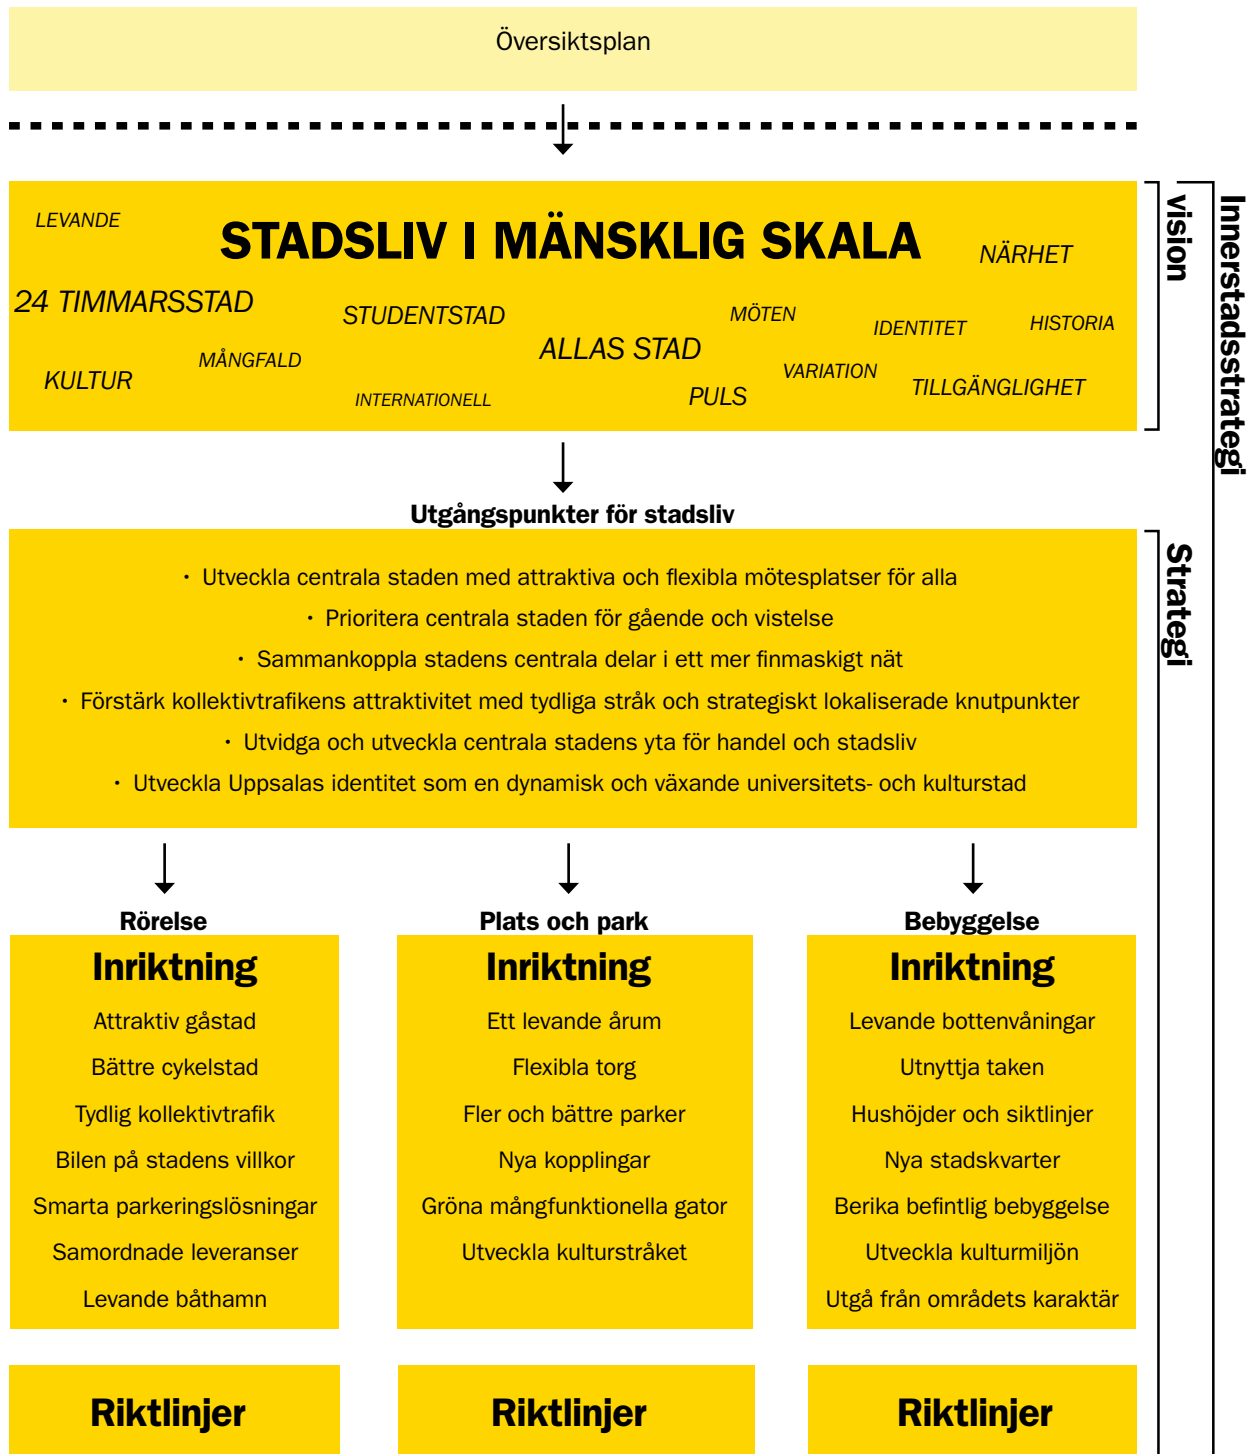 Översiktsplan
LEVANDE
STADSLIV I MÄNSKLIG SKALA
NÄRHET
24 TIMMARSSTAD
STUDENTSTAD
MÖTEN
IDENTITET
HISTORIA
MÅNGFALD
ALLAS STAD
VARIATION
KULTUR
INTERNATIONELL
PULS
TILLGÄNGLIGHET
vision
Innerstadsstrategi
Utgångspunkter för stadsliv
• Utveckla centrala staden med attraktiva och flexibla mötesplatser för alla
• Prioritera centrala staden för gående och vistelse
• Sammankoppla stadens centrala delar i ett mer finmaskigt nät
• Förstärk kollektivtrafikens attraktivitet med tydliga stråk och strategiskt lokaliserade knutpunkter
• Utvidga och utveckla centrala stadens yta för handel och stadsliv
• Utveckla Uppsalas identitet som en dynamisk och växande universitets- och kulturstad
Strategi
Rörelse
Inriktning
Attraktiv gåstad
Bättre cykelstad
Tydlig kollektivtrafik
Bilen på stadens villkor
Smarta parkeringslösningar
Samordnade leveranser
Levande båthamn
Riktlinjer
Plats och park
Inriktning
Ett levande årum
Flexibla torg
Fler och bättre parker
Nya kopplingar
Gröna mångfunktionella gator
Utveckla kulturstråket
Riktlinjer
Bebyggelse
Inriktning
Levande bottenvåningar
Utnyttja taken
Hushöjder och siktlinjer
Nya stadskvarter
Berika befintlig bebyggelse
Utveckla kulturmiljön
Utgå från områdets karaktär
Riktlinjer